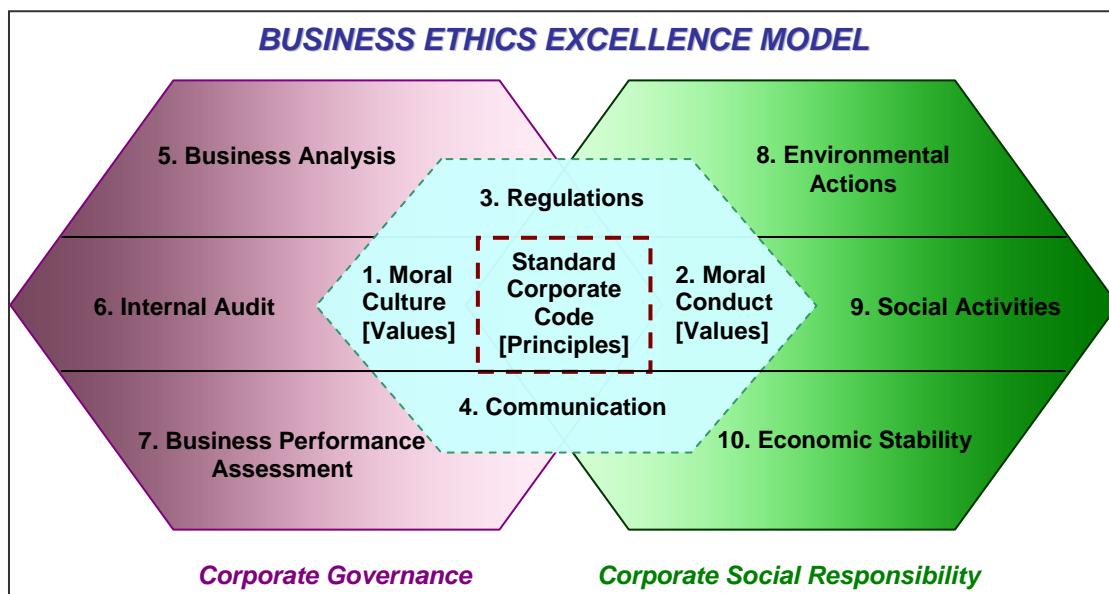 BUSINESS ETHICS EXCELLENCE MODEL
5. Business Analysis
8. Environmental
Actions
3. Regulations
6. Internal Audit
1. Moral
Culture
[Values]
Standard
Corporate
Code
[Principles]
2. Moral
Conduct
[Values]
9. Social Activities
4. Communication
7. Business Performance
Assessment
10. Economic Stability
Corporate Governance
Corporate Social Responsibility